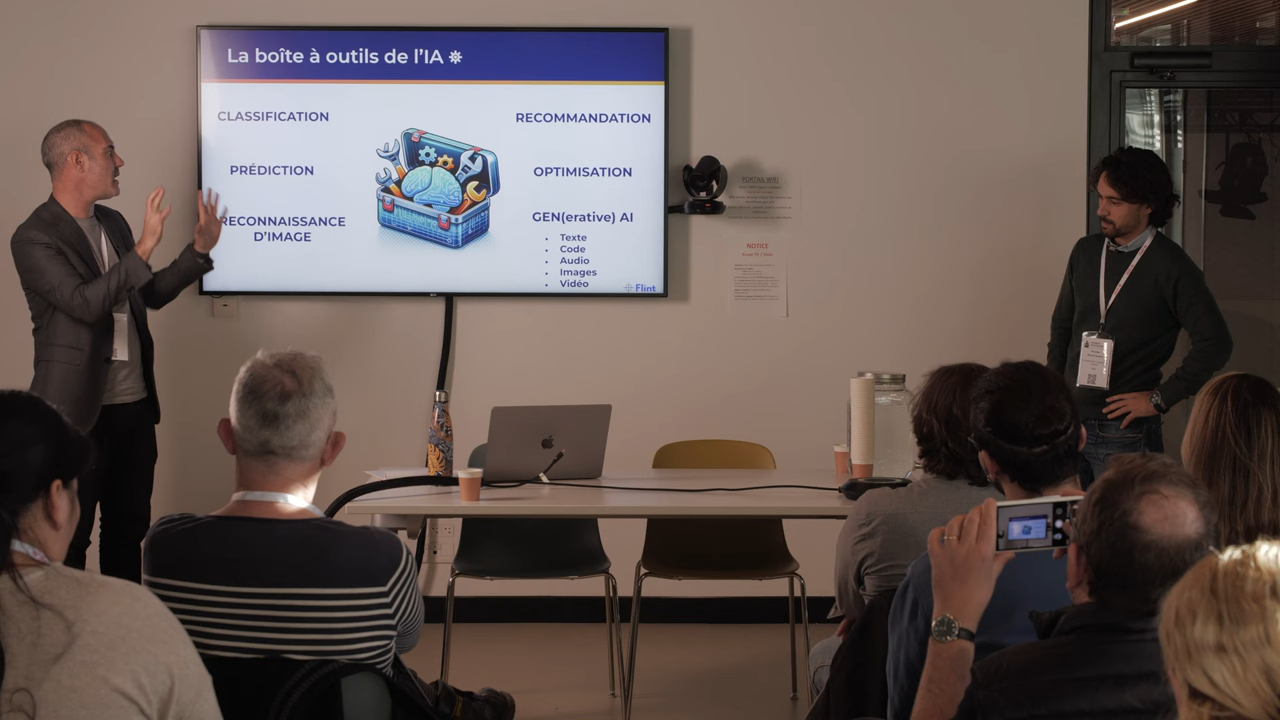 La boîte à outils de l'IA
CLASSIFICATION
PRÉDICTION
RECONNAISSANCE
D'IMAGE
RECOMMANDATION
OPTIMISATION
GEN(erative) AI
• Texte
• Code
• Audio
• Images
• Vidéo
Flint
PORTAIL WIFI
NOTICE